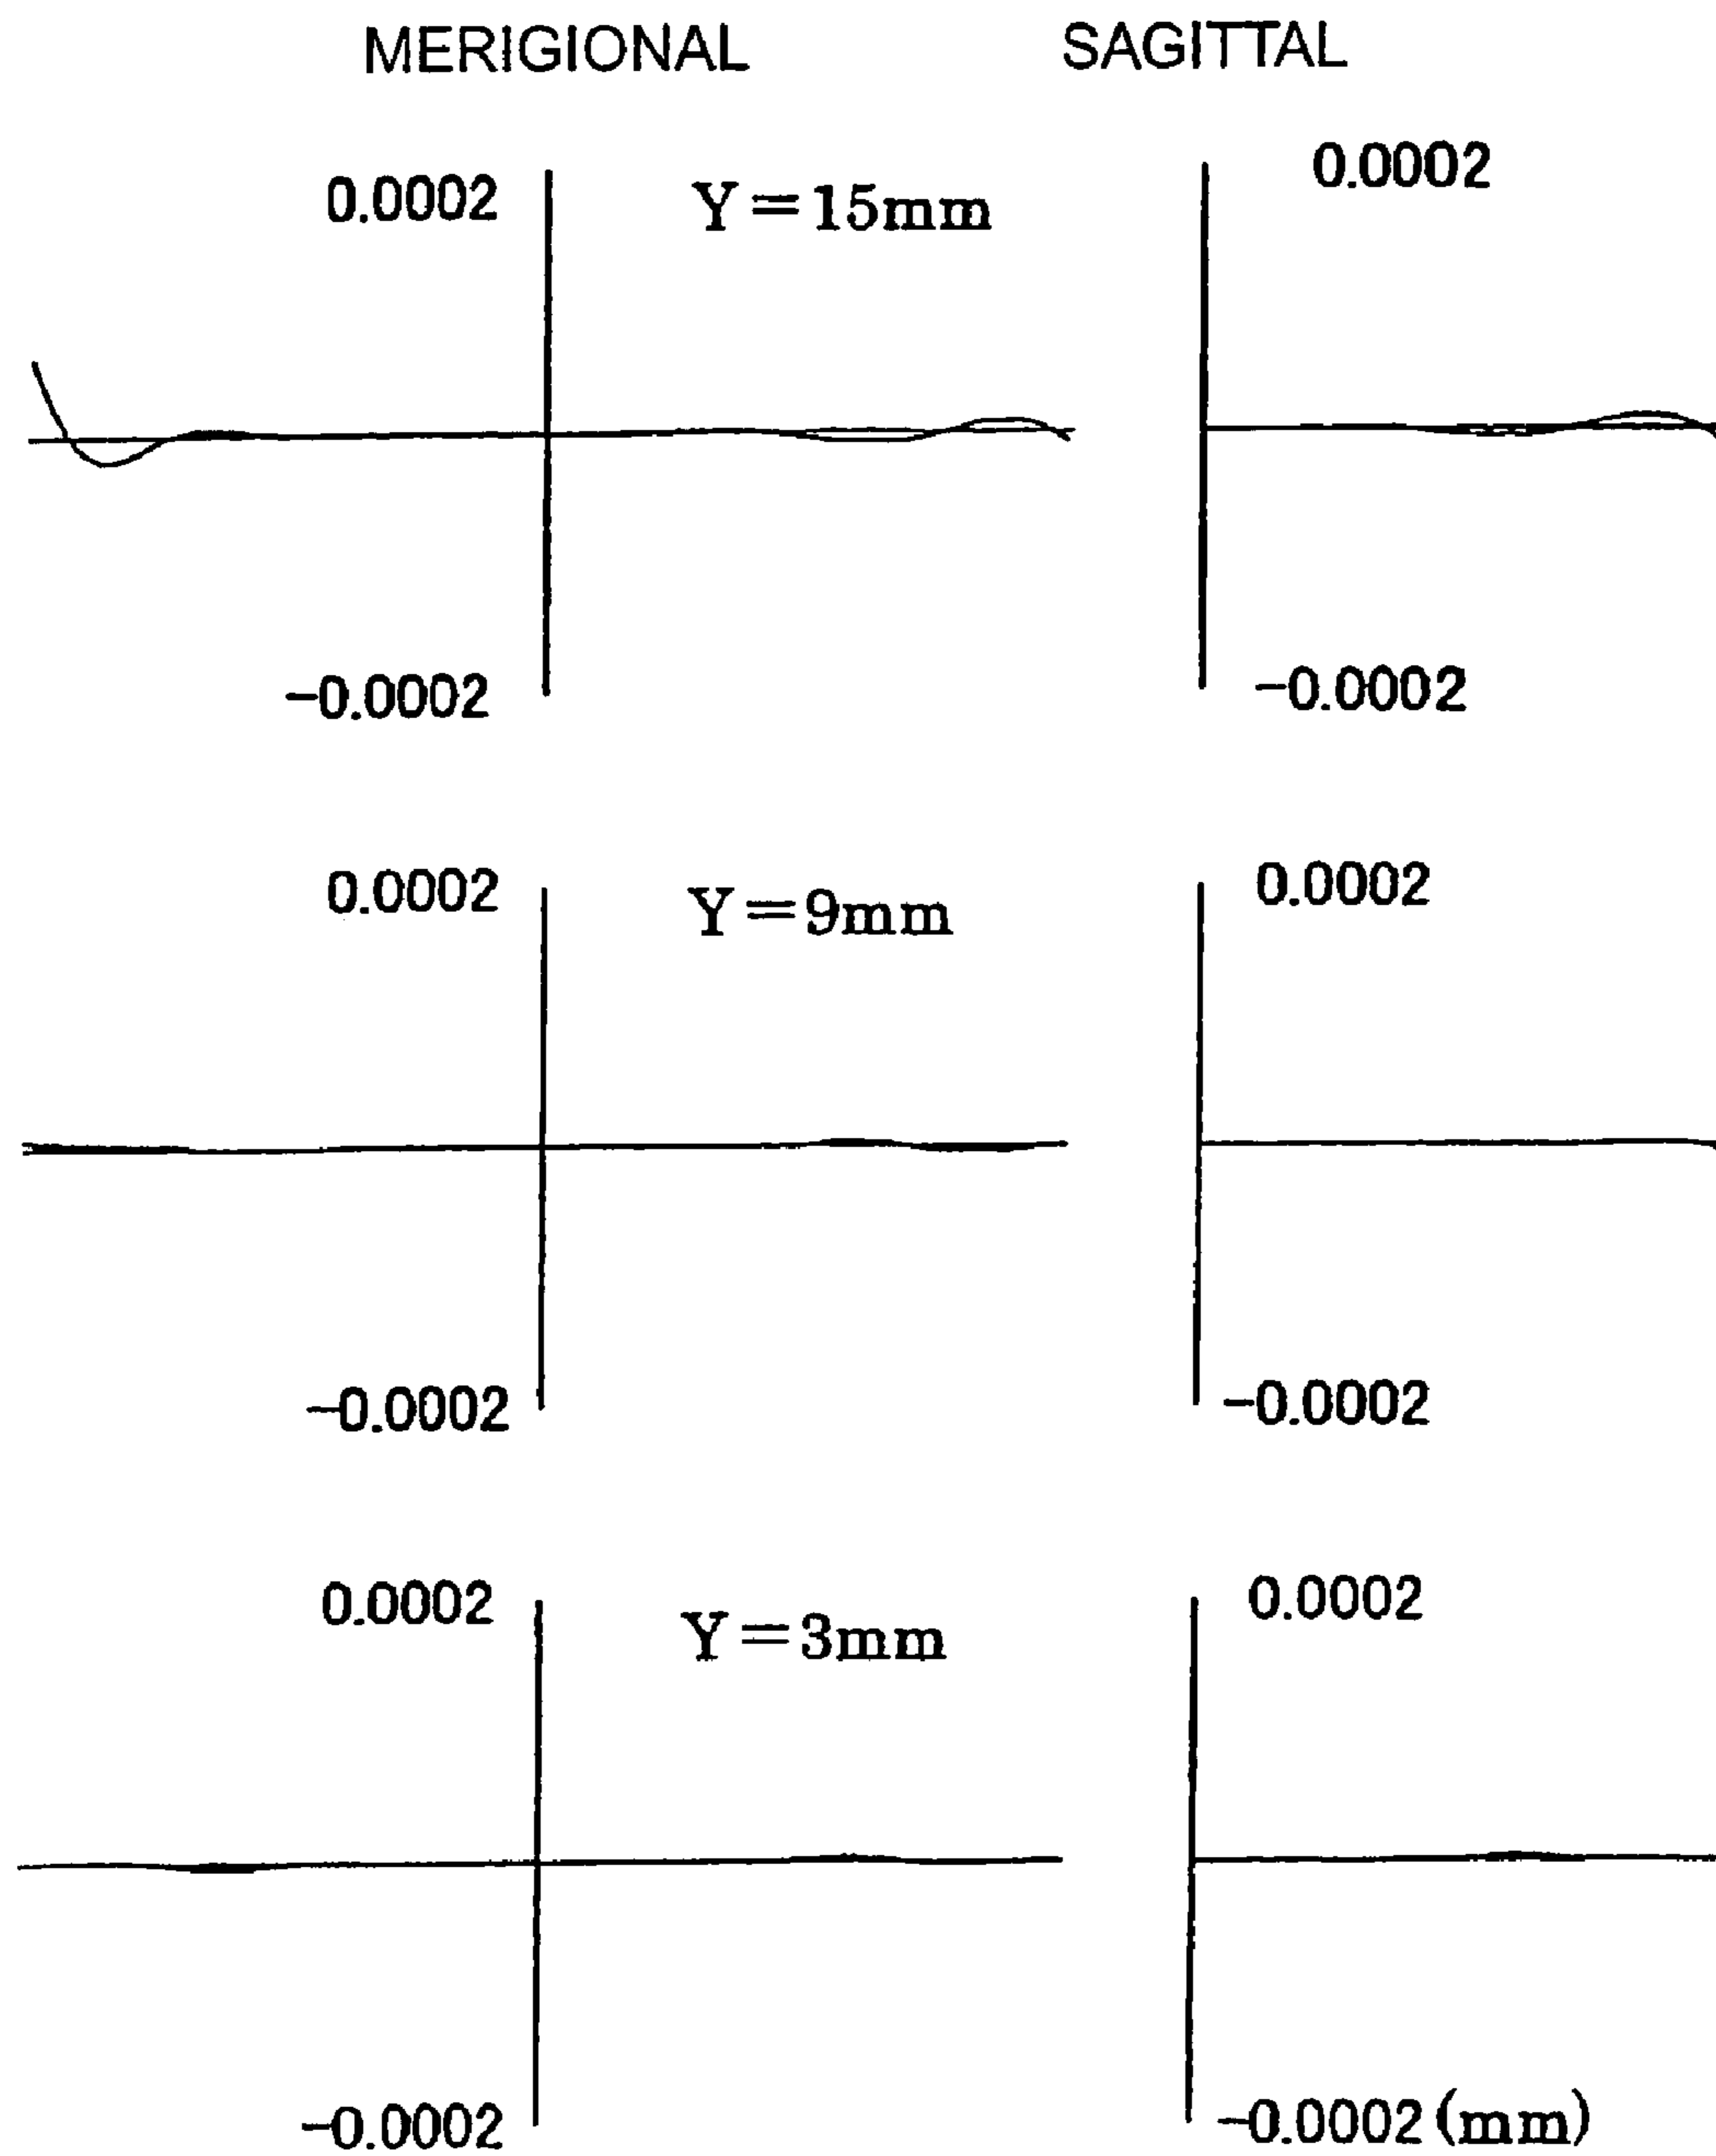 MERIGIONAL SAGITTAL
0.0002 Y=15mm 0.0002
-0.0002 -0.0002
0.0002 Y=9mm 0.0002
-0.0002 -0.0002
0.0002 Y=3mm 0.0002
-0.0002 -0.0002 (mm)